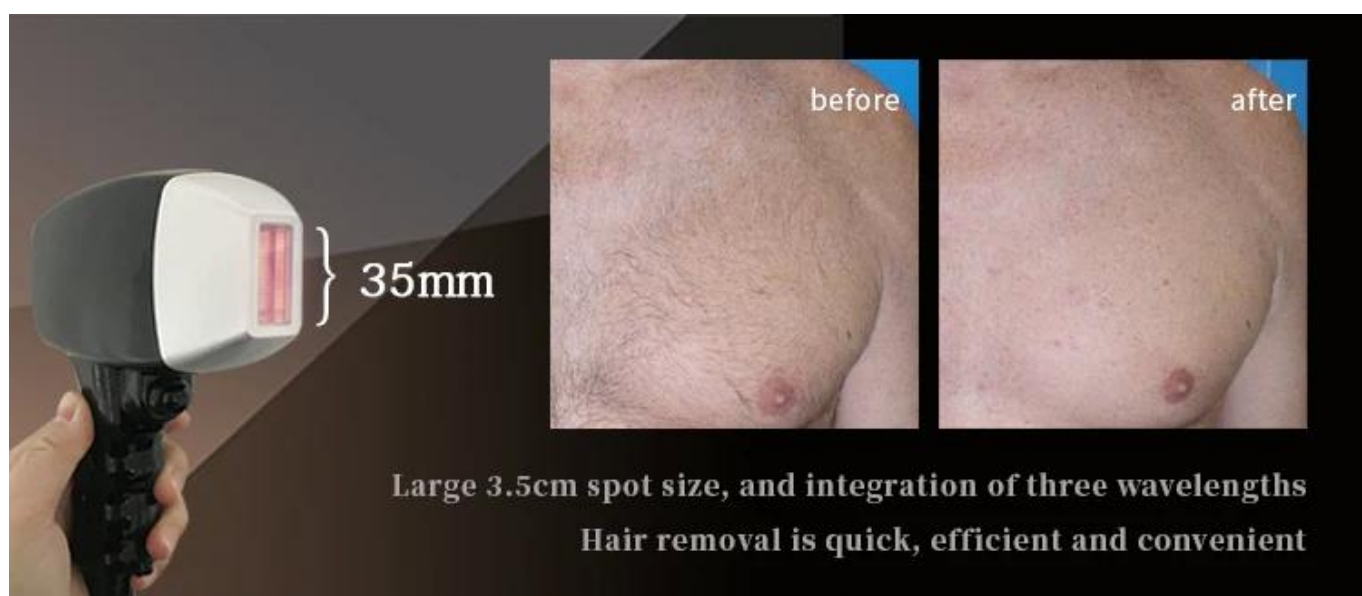 before
after
35mm
Large 3.5cm spot size, and integration of three wavelengths
Hair removal is quick, efficient and convenient